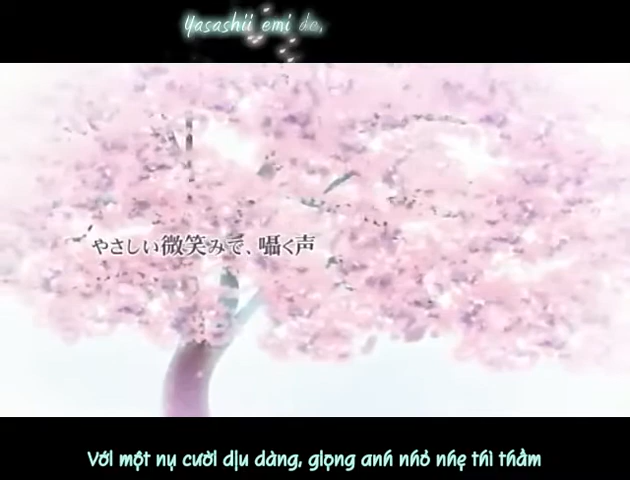 Yasashii emi de,
やさしい微笑みで、囁く声
Với một nụ cười dịu dàng, giọng anh nhỏ nhẹ thì thầm